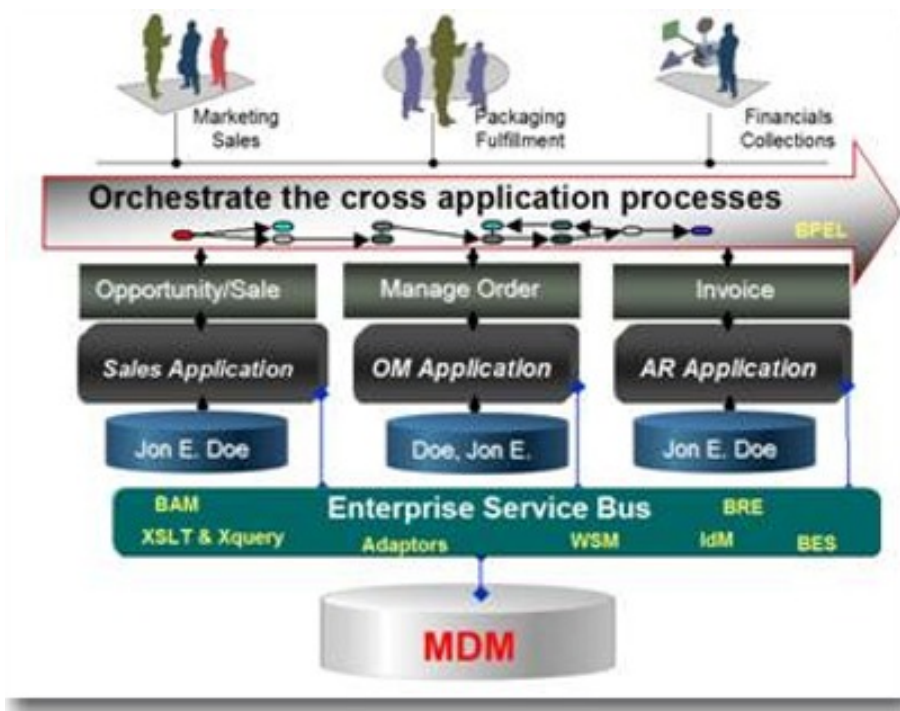 Marketing
Sales
Packaging
Fulfillment
Financials
Collections
Orchestrate the cross application processes
BPEL
Opportunity/Sale
Manage Order
Invoice
Sales Application
OM Application
AR Application
Jon E. Doe
Doe, Jon E.
Jon E. Doe
Enterprise Service Bus
BAM
BRE
XSLT & Xquery
Adaptors
WSM
IdM
BES
MDM